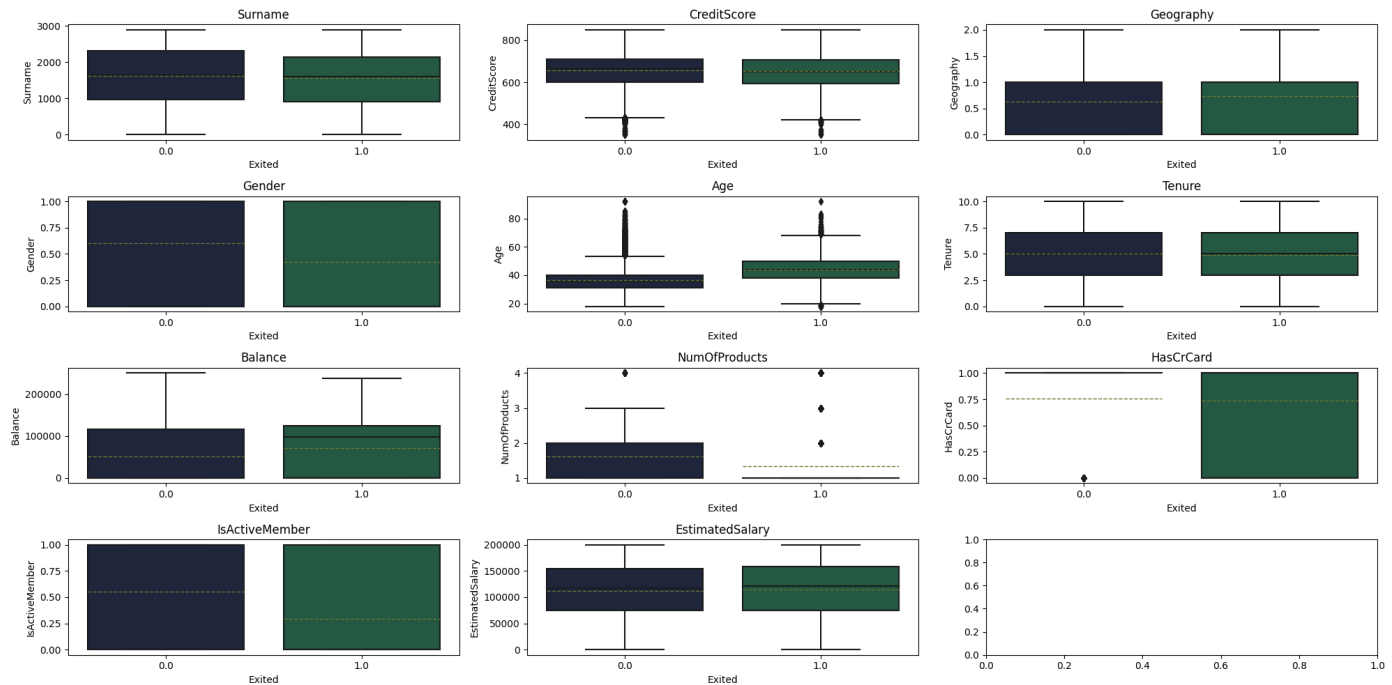 Surname
3000
2000
1000
0
Surname
0.0
1.0
Exited
CreditScore
800
600
400
CreditScore
0.0
1.0
Exited
Geography
2.0
1.5
1.0
0.5
0.0
Geography
0.0
1.0
Exited
Gender
1.00
0.75
0.50
0.25
0.00
Gender
0.0
1.0
Exited
Age
80
60
40
20
Age
0.0
1.0
Exited
Tenure
10.0
7.5
5.0
2.5
0.0
Tenure
0.0
1.0
Exited
Balance
200000
100000
0
Balance
0.0
1.0
Exited
NumOfProducts
4
3
2
1
NumOfProducts
0.0
1.0
Exited
HasCrCard
1.00
0.75
0.50
0.25
0.00
HasCrCard
0.0
1.0
Exited
IsActiveMember
1.00
0.75
0.50
0.25
0.00
IsActiveMember
0.0
1.0
Exited
EstimatedSalary
200000
150000
100000
50000
0
EstimatedSalary
0.0
1.0
Exited
1.0
0.8
0.6
0.4
0.2
0.0
0.0
0.2
0.4
0.6
0.8
1.0